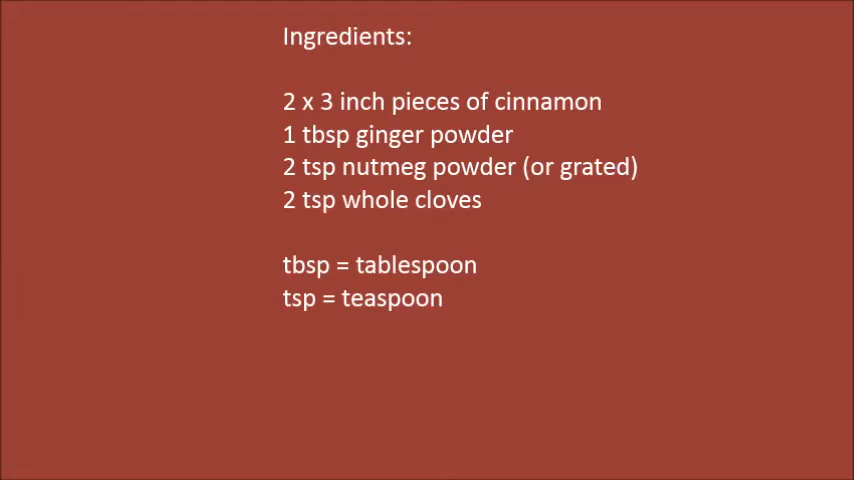 Ingredients:
2 x 3 inch pieces of cinnamon
1 tbsp ginger powder
2 tsp nutmeg powder (or grated)
2 tsp whole cloves
tbsp = tablespoon
tsp = teaspoon